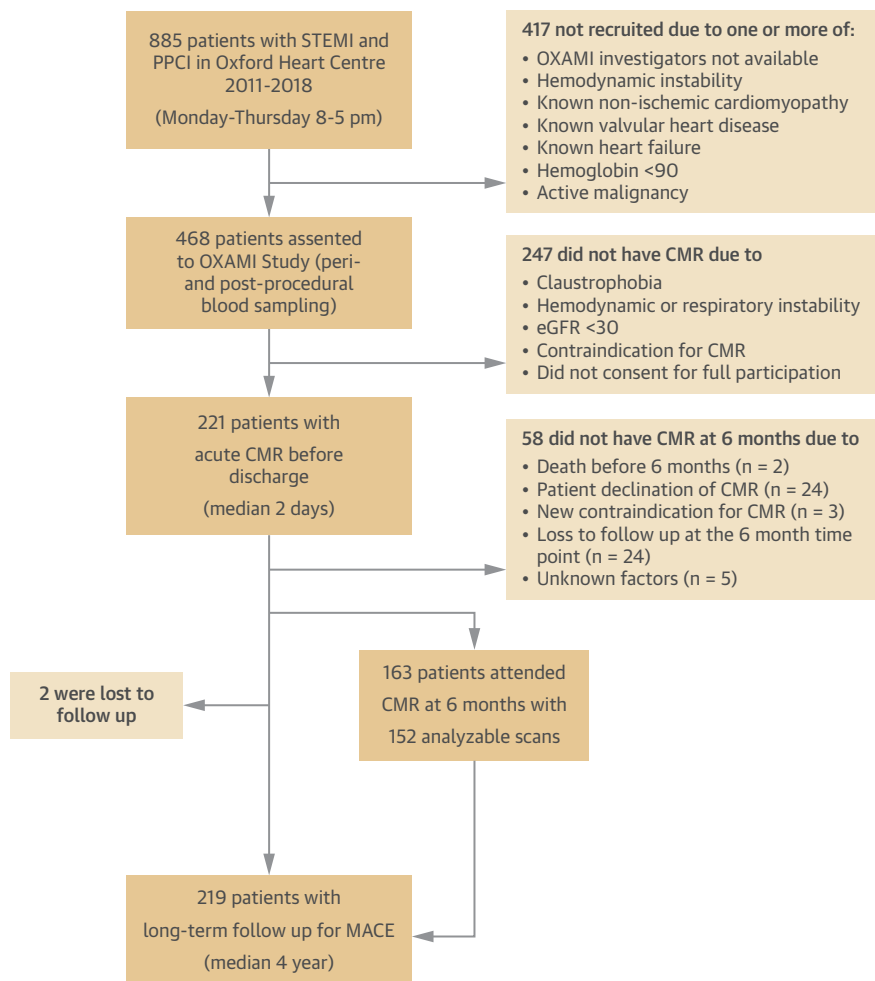 885 patients with STEMI and
PPCI in Oxford Heart Centre
2011-2018
(Monday-Thursday 8-5 pm)
417 not recruited due to one or more of:
• OXAMI investigators not available
• Hemodynamic instability
• Known non-ischemic cardiomyopathy
• Known valvular heart disease
• Known heart failure
• Hemoglobin <90
• Active malignancy
468 patients assented
to OXAMI Study (peri-
and post-procedural
blood sampling)
247 did not have CMR due to
• Claustrophobia
• Hemodynamic or respiratory instability
• eGFR <30
• Contraindication for CMR
• Did not consent for full participation
221 patients with
acute CMR before
discharge
(median 2 days)
58 did not have CMR at 6 months due to
• Death before 6 months (n = 2)
• Patient declination of CMR (n = 24)
• New contraindication for CMR (n = 3)
• Loss to follow up at the 6 month time
point (n = 24)
• Unknown factors (n = 5)
163 patients attended
CMR at 6 months with
152 analyzable scans
2 were lost to
follow up
219 patients with
long-term follow up for MACE
(median 4 year)